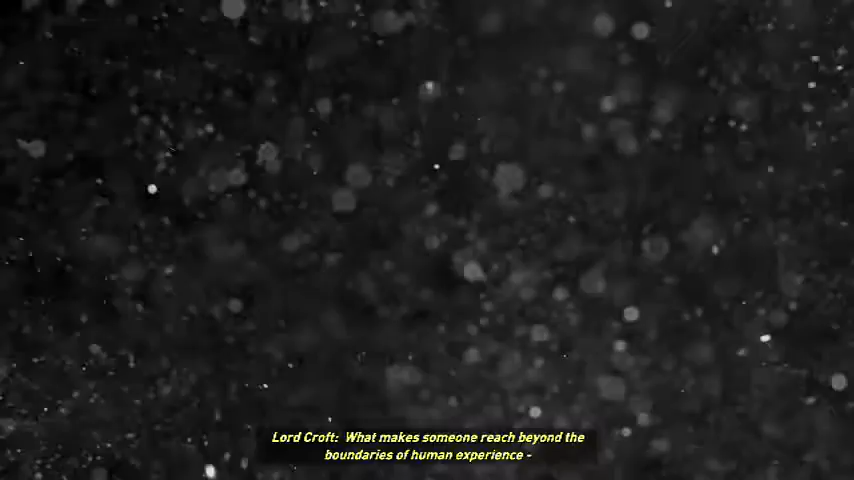 Lord Croft: What makes someone reach beyond the
boundaries of human experience -